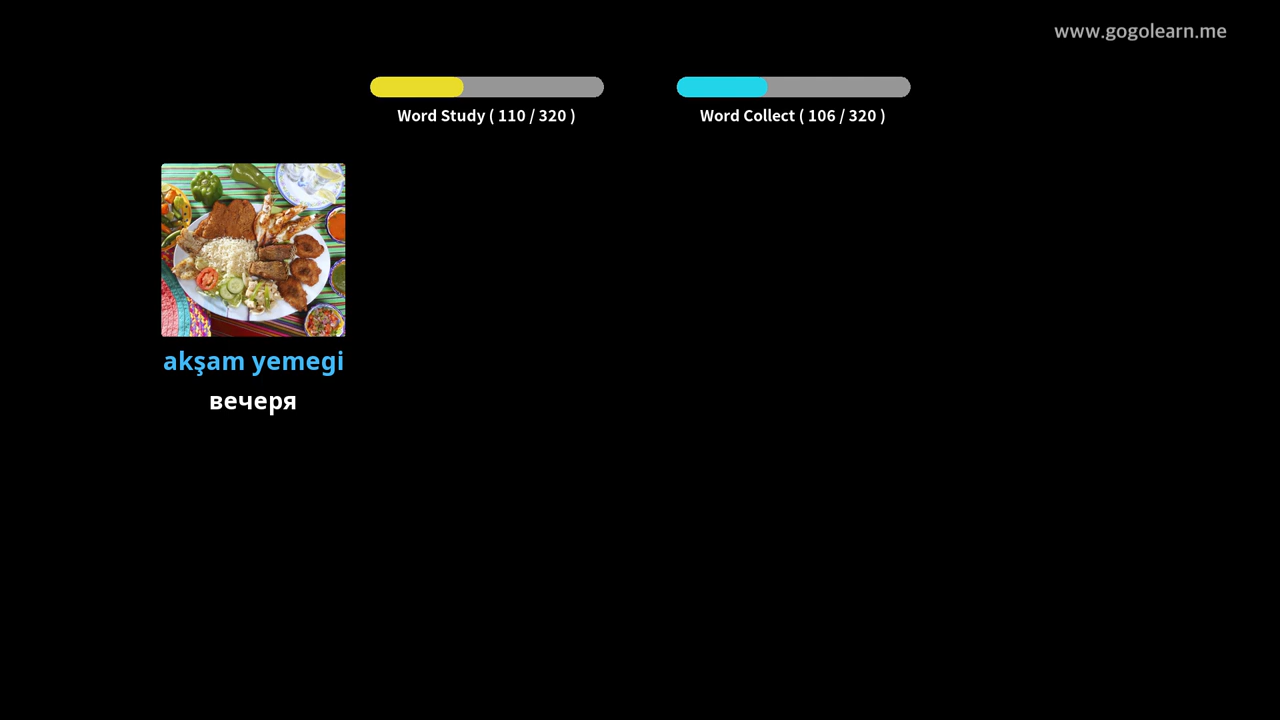 www.gogolearn.me
Word Study ( 110 / 320 )
Word Collect ( 106 / 320 )
akşam yemegi
вечеря